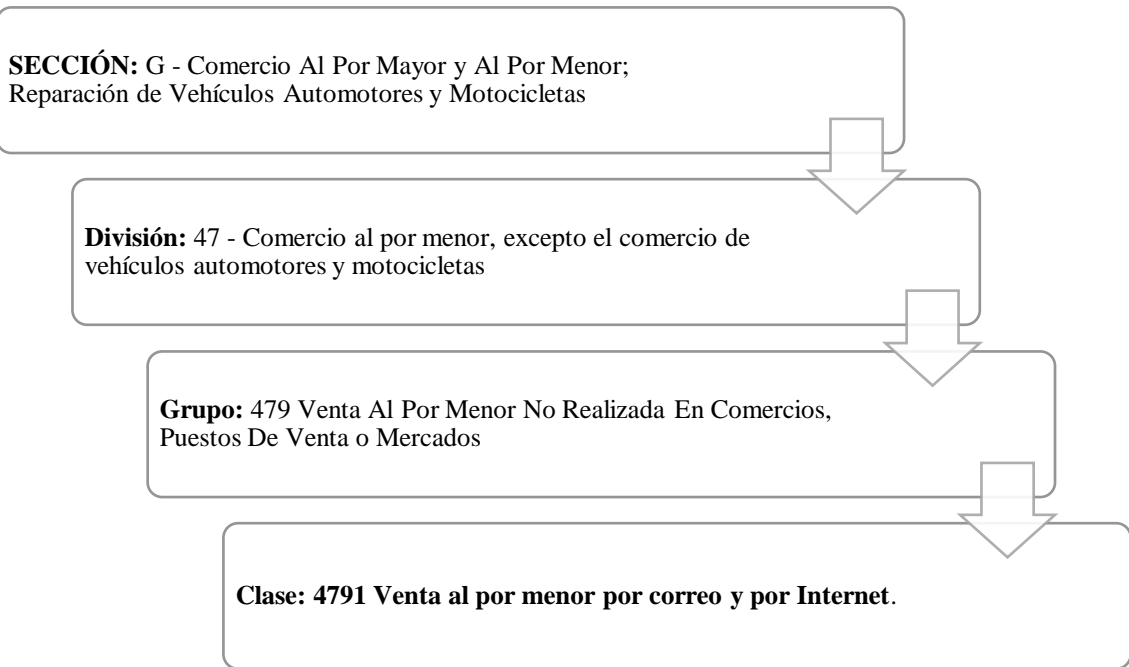 SECCIÓN: G - Comercio Al Por Mayor y Al Por Menor;
Reparación de Vehículos Automotores y Motocicletas
División: 47 - Comercio al por menor, excepto el comercio de
vehículos automotores y motocicletas
Grupo: 479 Venta Al Por Menor No Realizada En Comercios,
Puestos De Venta o Mercados
Clase: 4791 Venta al por menor por correo y por Internet.